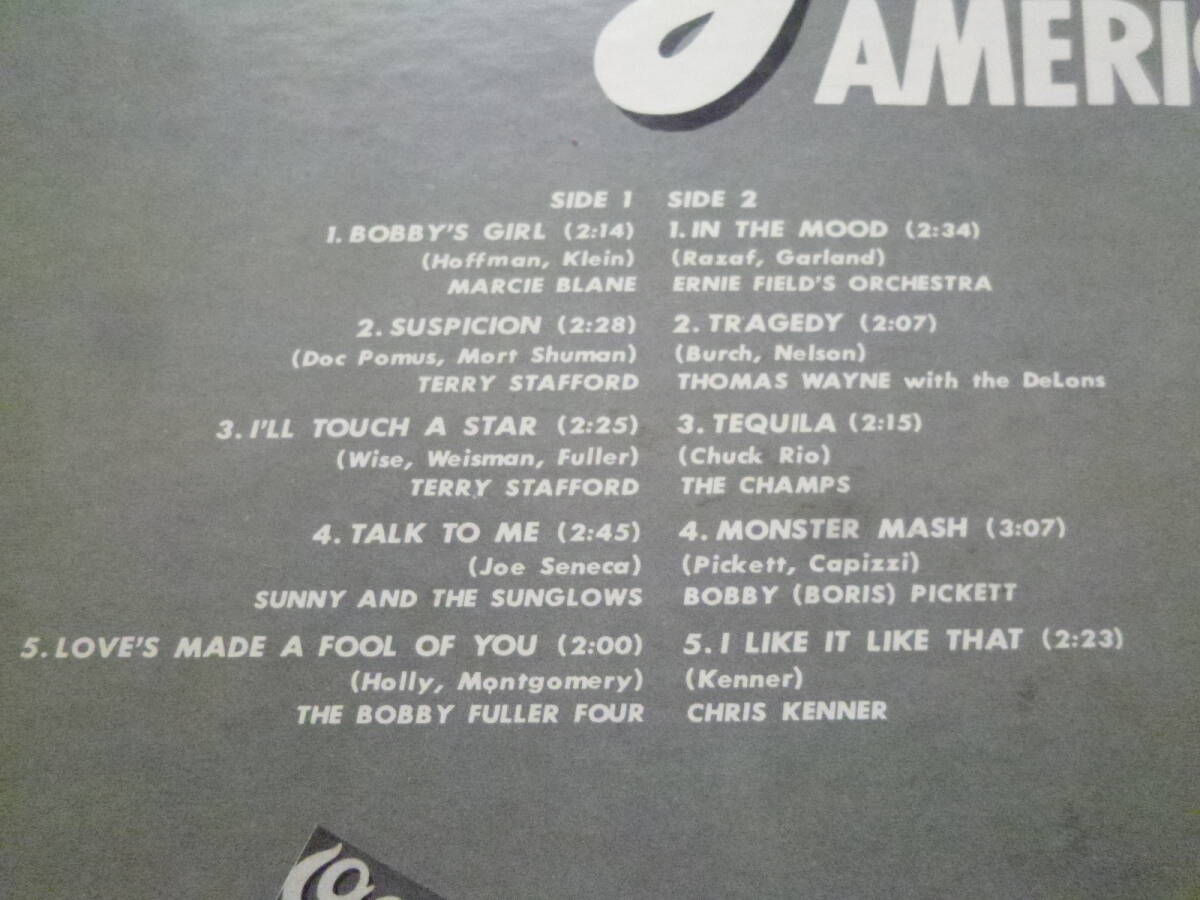 SIDE 1
1. BOBBY'S GIRL (2:14)
(Hoffman, Klein)
MARCIE BLANE
2. SUSPICION (2:28)
(Doc Pomus, Mort Shuman)
TERRY STAFFORD
3. I'LL TOUCH A STAR (2:25)
(Wise, Weisman, Fuller)
TERRY STAFFORD
4. TALK TO ME (2:45)
(Joe Seneca)
SUNNY AND THE SUNGLOWS
5. LOVE'S MADE A FOOL OF YOU (2:00)
(Holly, Montgomery)
THE BOBBY FULLER FOUR
SIDE 2
1. IN THE MOOD (2:34)
(Razaf, Garland)
ERNIE FIELD'S ORCHESTRA
2. TRAGEDY (2:07)
(Burch, Nelson)
THOMAS WAYNE with the DeLons
3. TEQUILA (2:15)
(Chuck Rio)
THE CHAMPS
4. MONSTER MASH (3:07)
(Pickett, Capizzi)
BOBBY (BORIS) PICKETT
5. I LIKE IT LIKE THAT (2:23)
(Kenner)
CHRIS KENNER